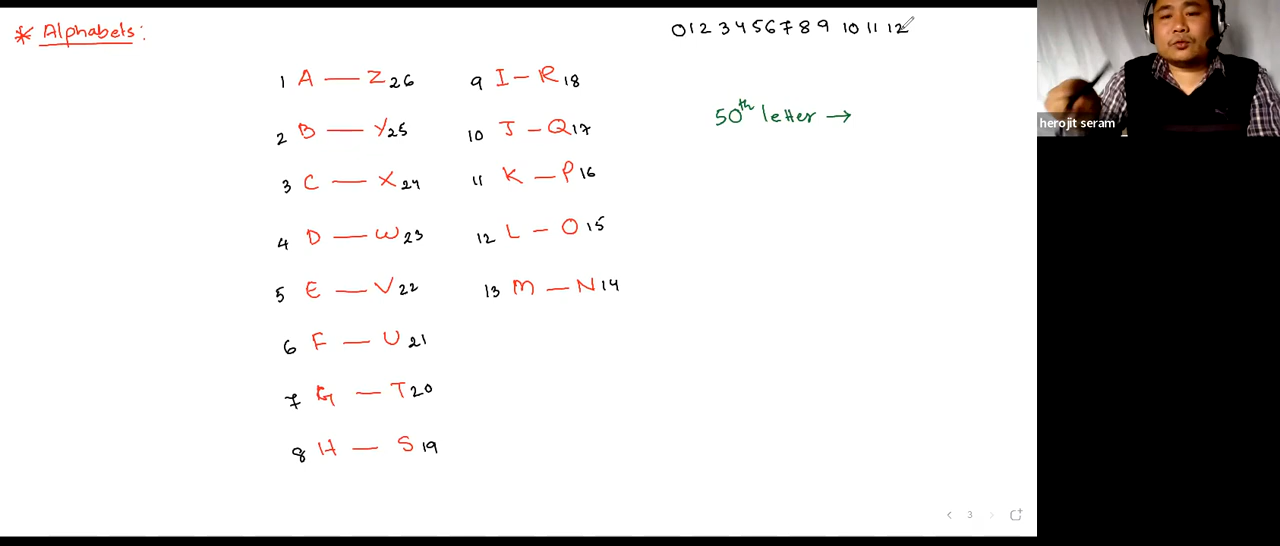 * Alphabets:
0 1 2 3 4 5 6 7 8 9 10 11 12
1 A — Z 26
2 B — Y 25
3 C — X 24
4 D — W 23
5 E — V 22
6 F — U 21
7 G — T 20
8 H — S 19
9 I — R 18
10 J — Q 17
11 K — P 16
12 L — O 15
13 M — N 14
50th letter →
herojit seram
3